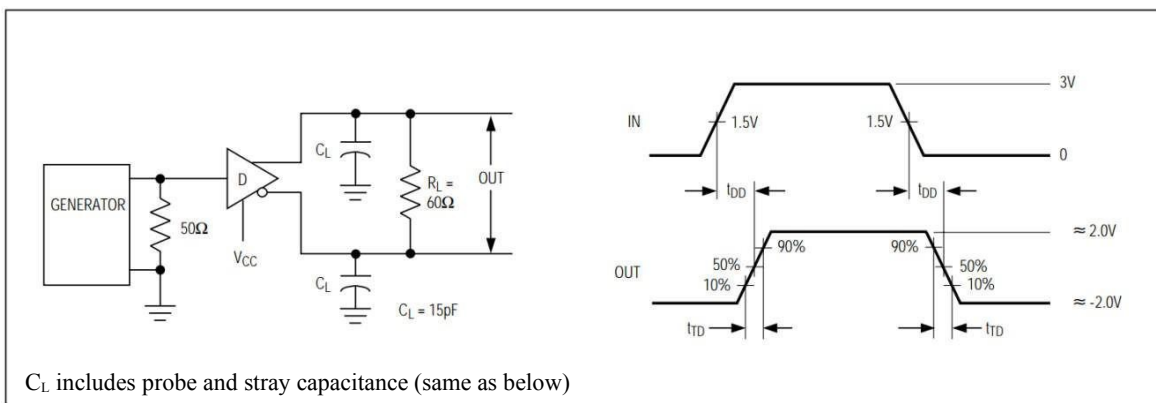 GENERATOR
50Ω
D
VCC
CL
CL
RL =
60Ω
OUT
CL = 15pF
IN
1.5V
1.5V
3V
0
tDD
tDD
OUT
90%
50%
10%
90%
50%
10%
≈ 2.0V
≈ -2.0V
tTD
tTD
CL includes probe and stray capacitance (same as below)